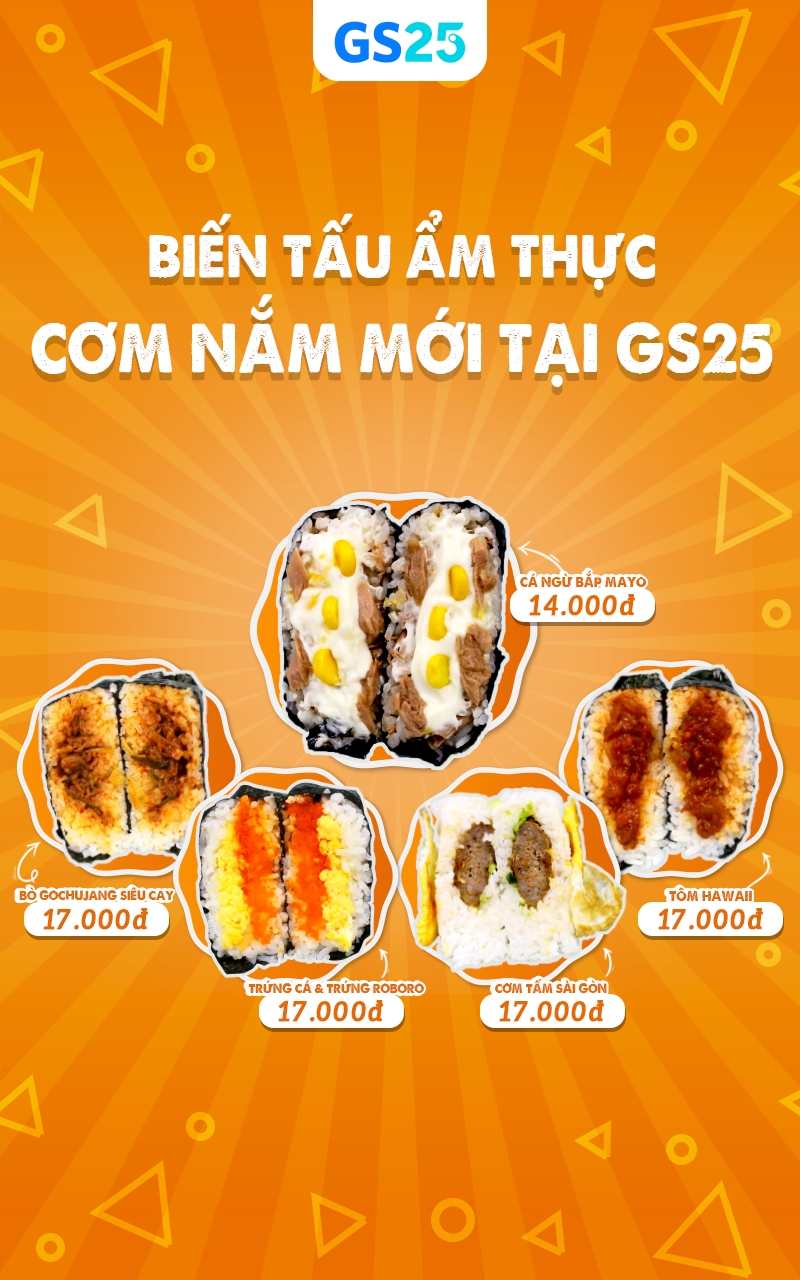 GS25
BIẾN TẤU ẨM THỰC
CƠM NẮM MỚI TẠI GS25
CÁ NGỪ BẮP MAYO
14.000đ
BÒ GOCHUJANG SIÊU CAY
17.000đ
TÔM HAWAII
17.000đ
TRỨNG CÁ & TRỨNG ROBORO
17.000đ
CƠM TẤM SÀI GÒN
17.000đ